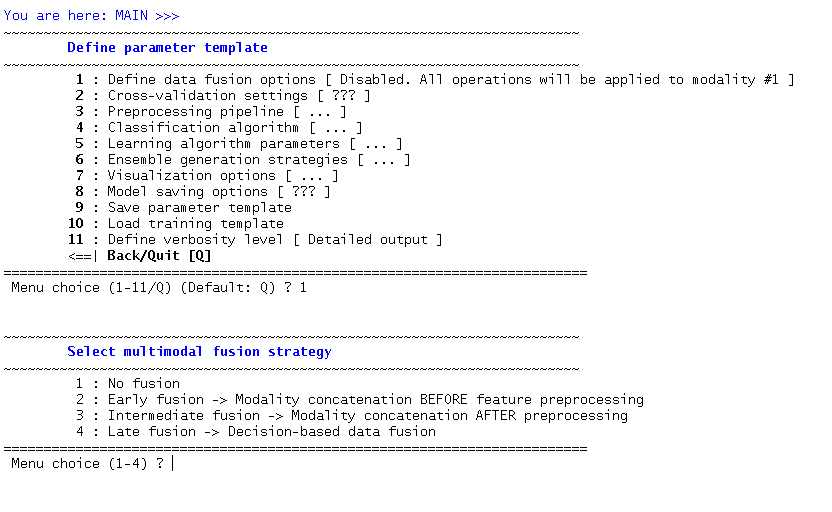 You are here: MAIN >>>
~~~~~~~~~~~~~~~~~~~~~~~~~~~~~~~~~~~~~~~~~~~~~~~~~~~~~~~~~~~~~~~~~~~~~~~~
Define parameter template
~~~~~~~~~~~~~~~~~~~~~~~~~~~~~~~~~~~~~~~~~~~~~~~~~~~~~~~~~~~~~~~~~~~~~~~~
1 : Define data fusion options [ Disabled. All operations will be applied to modality #1 ]
2 : Cross-validation settings [ ??? ]
3 : Preprocessing pipeline [ ... ]
4 : Classification algorithm [ ... ]
5 : Learning algorithm parameters [ ... ]
6 : Ensemble generation strategies [ ... ]
7 : Visualization options [ ... ]
8 : Model saving options [ ??? ]
9 : Save parameter template
10 : Load training template
11 : Define verbosity level [ Detailed output ]
<==| Back/Quit [Q]
=========================================================================
Menu choice (1-11/Q) (Default: Q) ? 1
~~~~~~~~~~~~~~~~~~~~~~~~~~~~~~~~~~~~~~~~~~~~~~~~~~~~~~~~~~~~~~~~~~~~~~~~
Select multimodal fusion strategy
~~~~~~~~~~~~~~~~~~~~~~~~~~~~~~~~~~~~~~~~~~~~~~~~~~~~~~~~~~~~~~~~~~~~~~~~
1 : No fusion
2 : Early fusion -> Modality concatenation BEFORE feature preprocessing
3 : Intermediate fusion -> Modality concatenation AFTER preprocessing
4 : Late fusion -> Decision-based data fusion
=========================================================================
Menu choice (1-4) ?